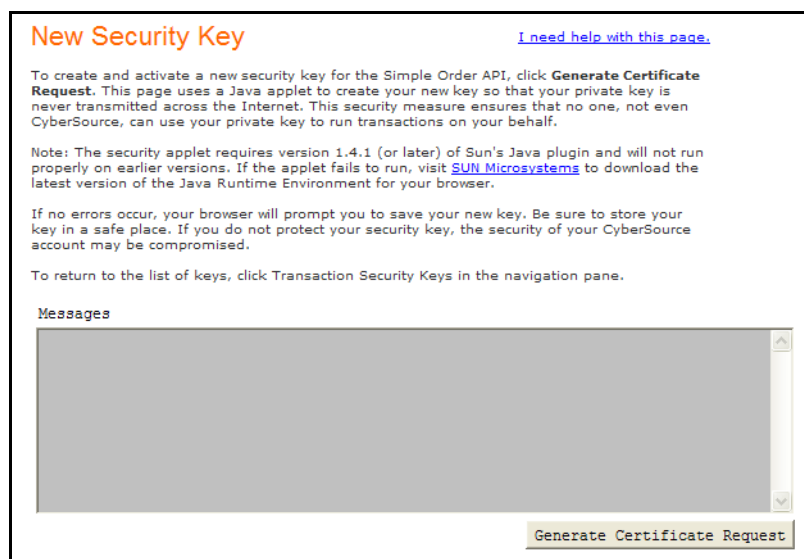 New Security Key
I need help with this page.
To create and activate a new security key for the Simple Order API, click Generate Certificate
Request. This page uses a Java applet to create your new key so that your private key is
never transmitted across the Internet. This security measure ensures that no one, not even
CyberSource, can use your private key to run transactions on your behalf.
Note: The security applet requires version 1.4.1 (or later) of Sun's Java plugin and will not run
properly on earlier versions. If the applet fails to run, visit SUN Microsystems to download the
latest version of the Java Runtime Environment for your browser.
If no errors occur, your browser will prompt you to save your new key. Be sure to store your
key in a safe place. If you do not protect your security key, the security of your CyberSource
account may be compromised.
To return to the list of keys, click Transaction Security Keys in the navigation pane.
Messages
Generate Certificate Request